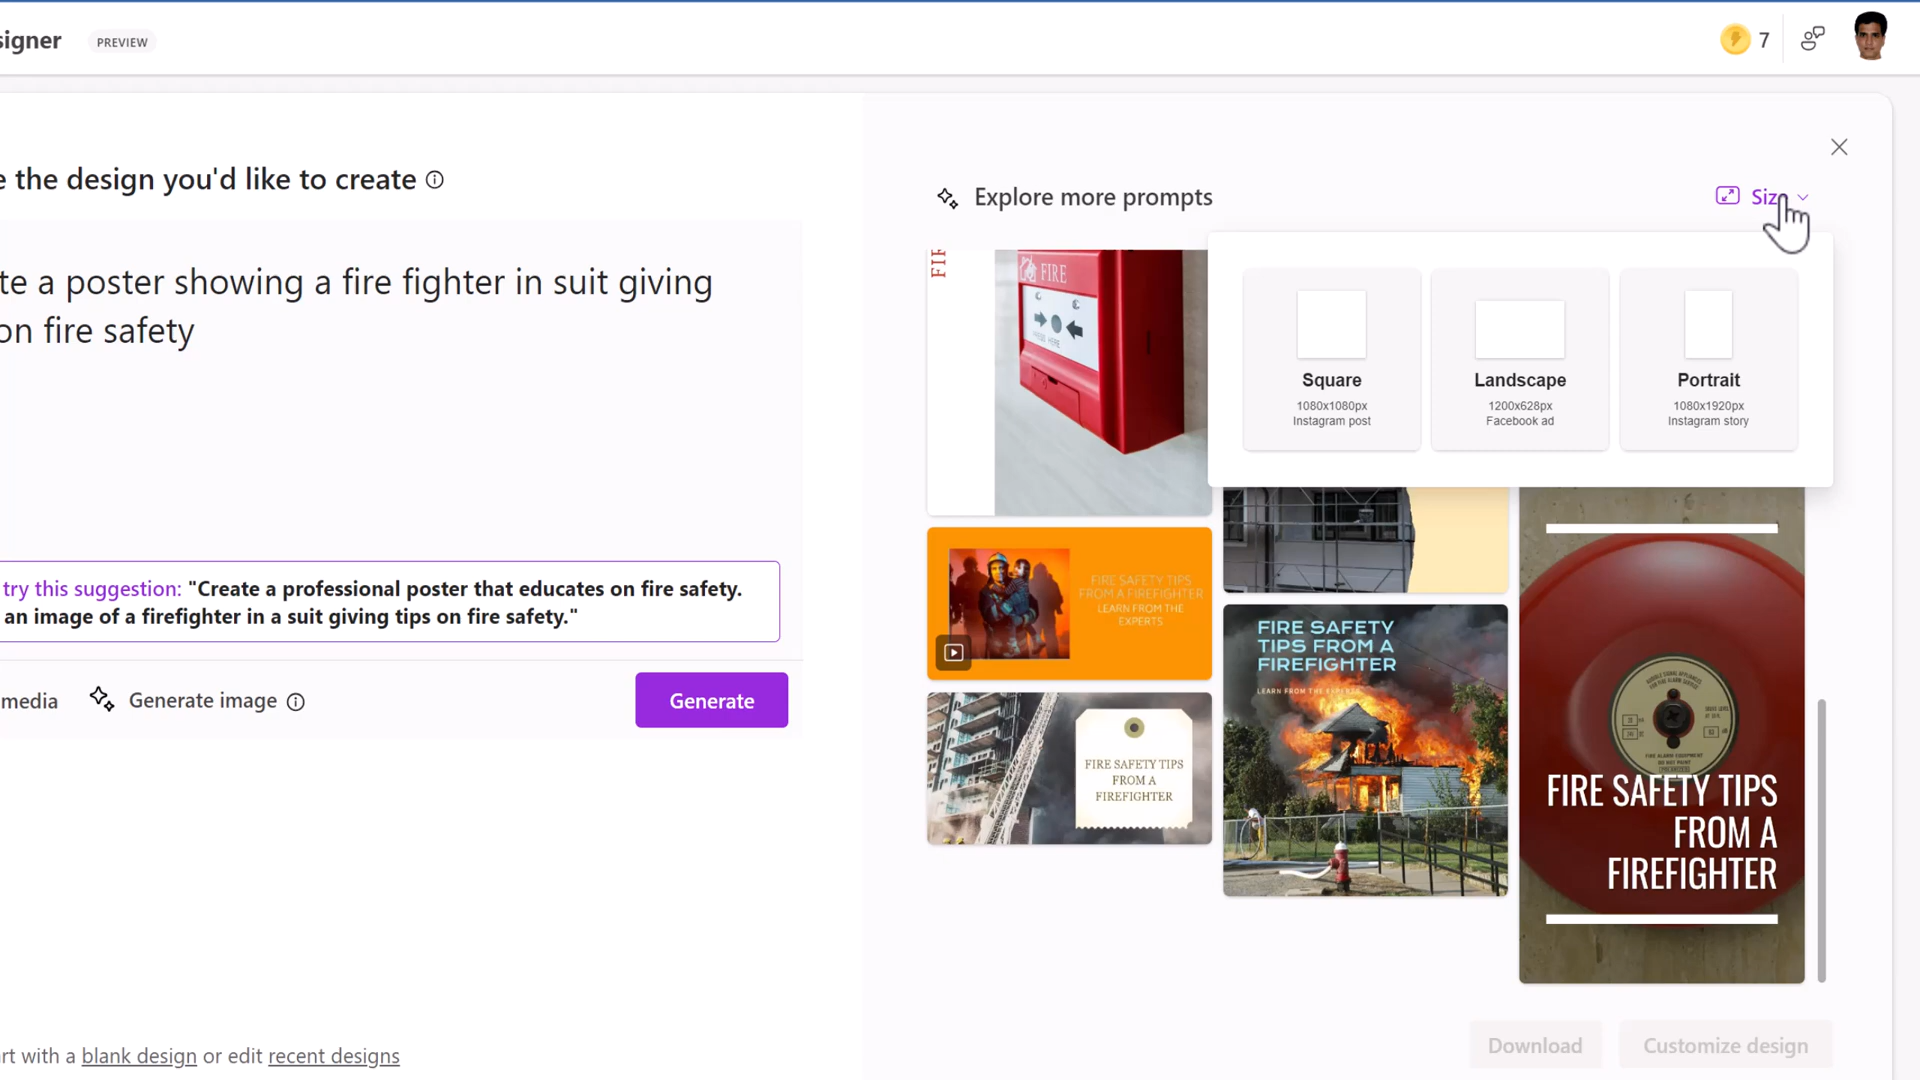 signer
PREVIEW
7
e the design you'd like to create
te a poster showing a fire fighter in suit giving
on fire safety
try this suggestion: "Create a professional poster that educates on fire safety.
an image of a firefighter in a suit giving tips on fire safety."
media
Generate image
Generate
rt with a blank design or edit recent designs
Explore more prompts
Siz
Square
1080x1080px
Instagram post
Landscape
1200x628px
Facebook ad
Portrait
1080x1920px
Instagram story
FIR
FIRE
PRESS HERE
FIRE SAFETY TIPS
FROM A FIREFIGHTER
LEARN FROM THE
EXPERTS
FIRE SAFETY TIPS
FROM A
FIREFIGHTER
FIRE SAFETY
TIPS FROM A
FIREFIGHTER
LEARN FROM THE EXPERTS
FIRE SAFETY TIPS
FROM A
FIREFIGHTER
Download
Customize design